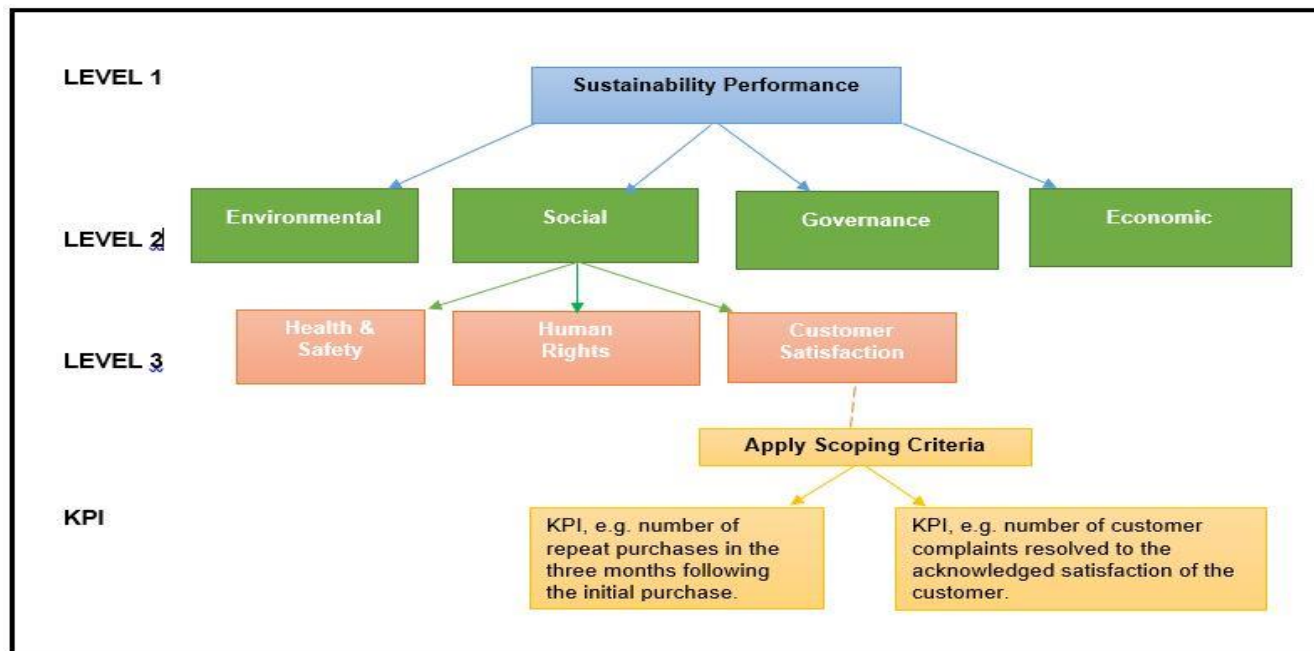 LEVEL 1
Sustainability Performance
Environmental
Social
Governance
Economic
LEVEL 2
Health &
Safety
Human
Rights
Customer
Satisfaction
LEVEL 3
Apply Scoping Criteria
KPI
KPI, e.g. number of
repeat purchases in the
three months following
the initial purchase.
KPI, e.g. number of customer
complaints resolved to the
acknowledged satisfaction of the
customer.